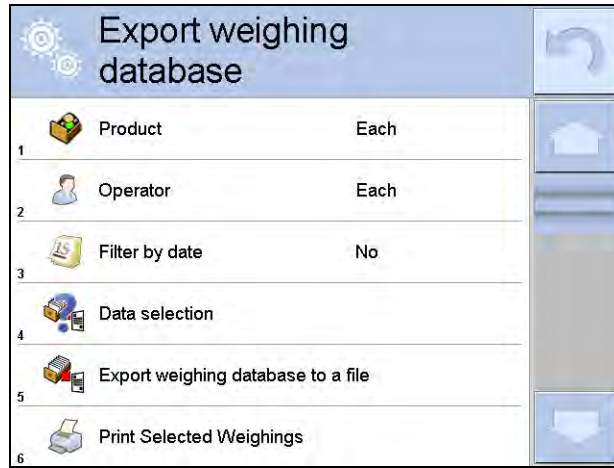 Export weighing
database
Product Each
1
Operator Each
2
15
Filter by date No
3
Data selection
4
Export weighing database to a file
5
Print Selected Weighings
6